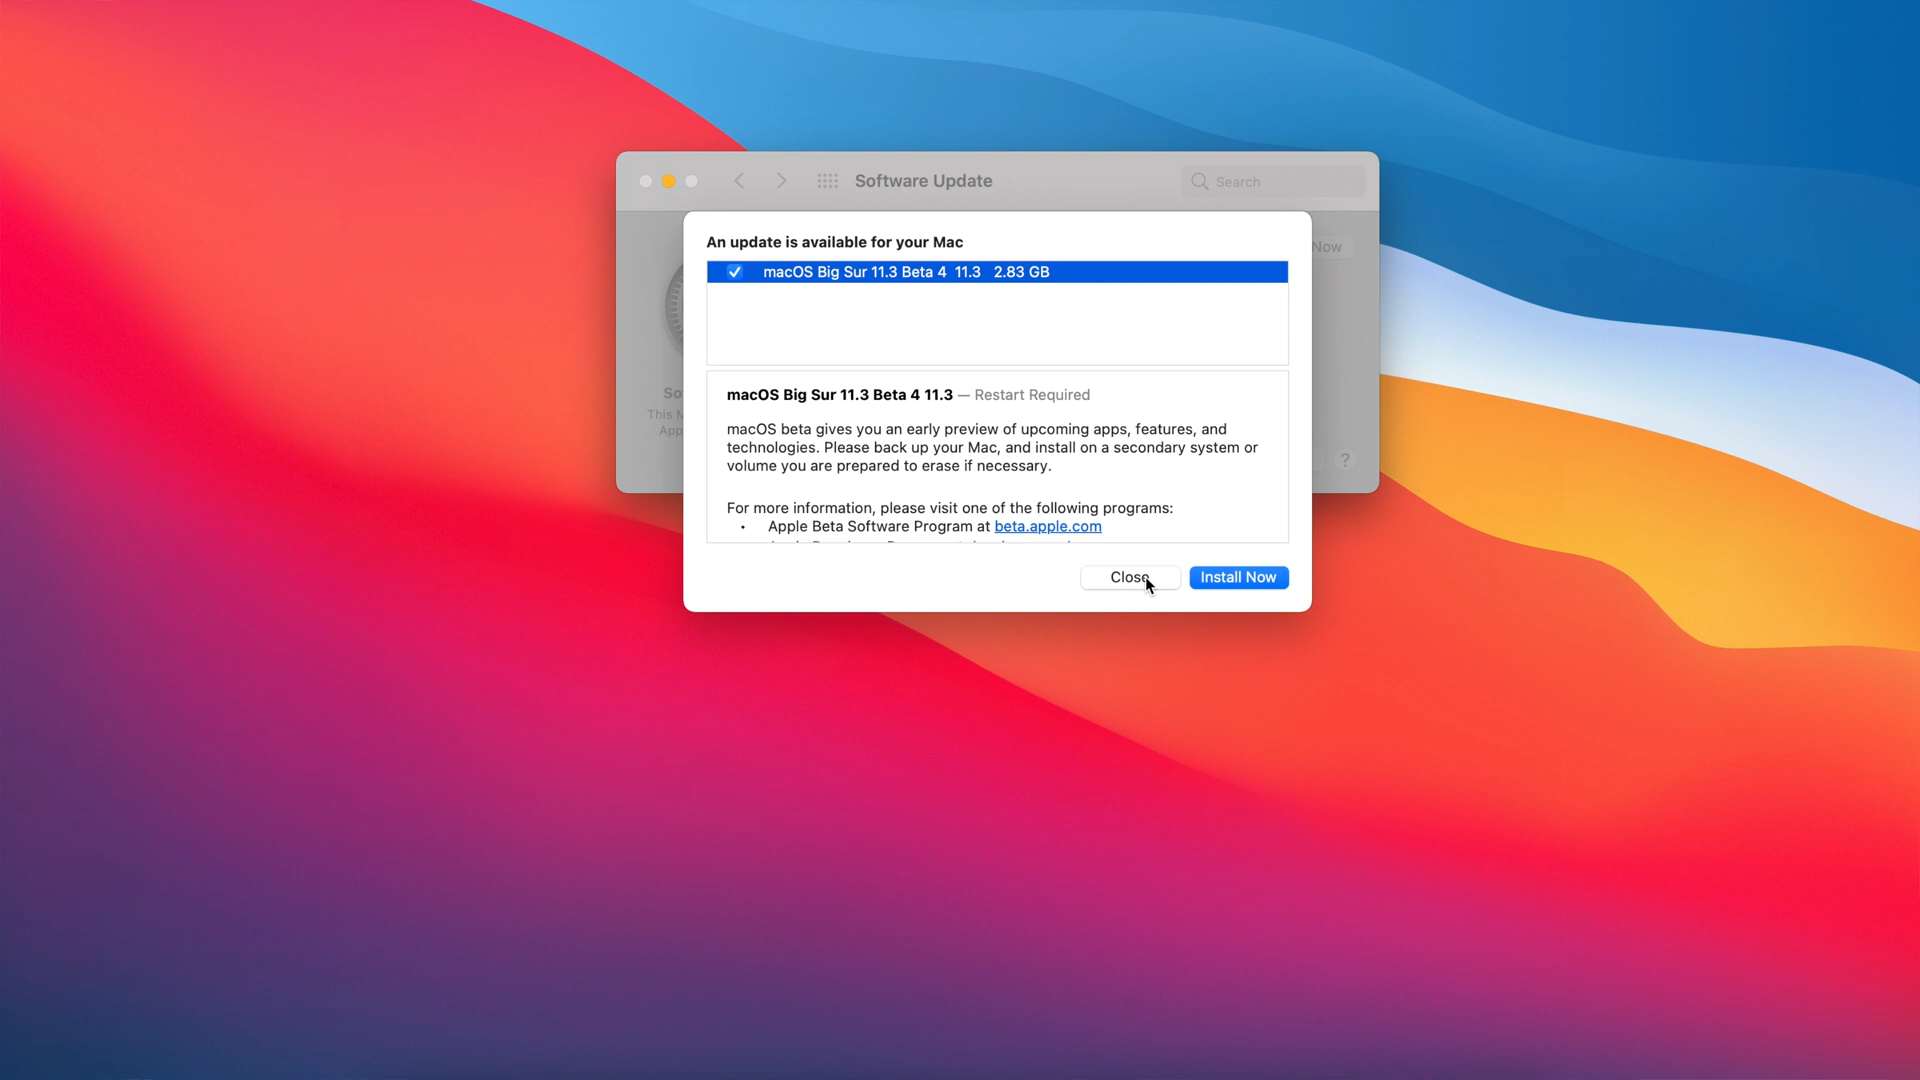 Software Update
Search
An update is available for your Mac
Now
macOS Big Sur 11.3 Beta 4 11.3 2.83 GB
macOS Big Sur 11.3 Beta 4 11.3 — Restart Required
This
macOS beta gives you an early preview of upcoming apps, features, and
technologies. Please back up your Mac, and install on a secondary system or
volume you are prepared to erase if necessary.
?
For more information, please visit one of the following programs:
• Apple Beta Software Program at beta.apple.com
Close
Install Now